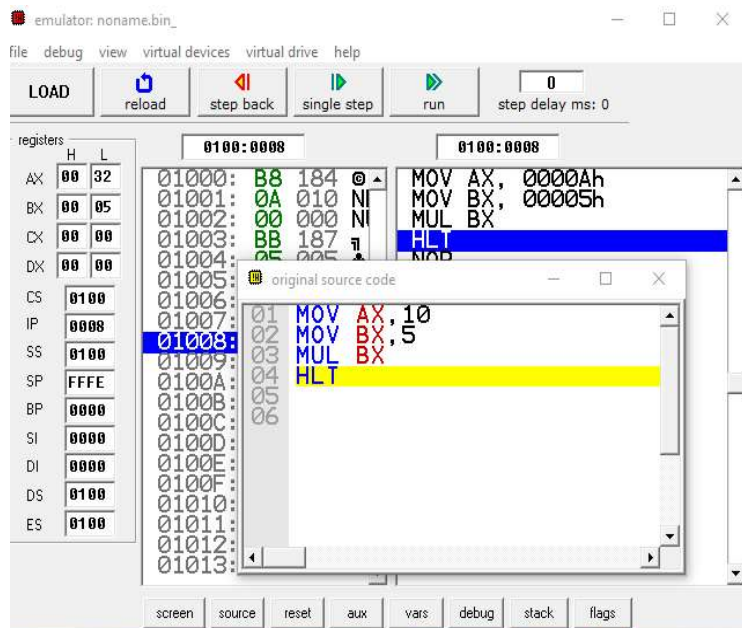 emulator: noname.bin_
file debug view virtual devices virtual drive help
LOAD reload step back single step run 0
step delay ms: 0
registers 0100:0008 0100:0008
H L
AX 00 32
BX 00 05
CX 00 00
DX 00 00
CS 0100
IP 0008
SS 0100
SP FFFE
BP 0000
SI 0000
DI 0000
DS 0100
ES 0100
01000: B8 184
01001: 0A 010
01002: 00 000
01003: BB 187
01004: 05 005
01005:
01006:
01007:
01008:
01009:
0100A:
0100B:
0100C:
0100D:
0100E:
0100F:
01010:
01011:
01012:
01013:
MOV AX, 0000Ah
MOV BX, 00005h
MUL BX
HLT
NOP
original source code
01 MOV AX,10
02 MOV BX,5
03 MUL BX
04 HLT
05
06
screen source reset aux vars debug stack flags